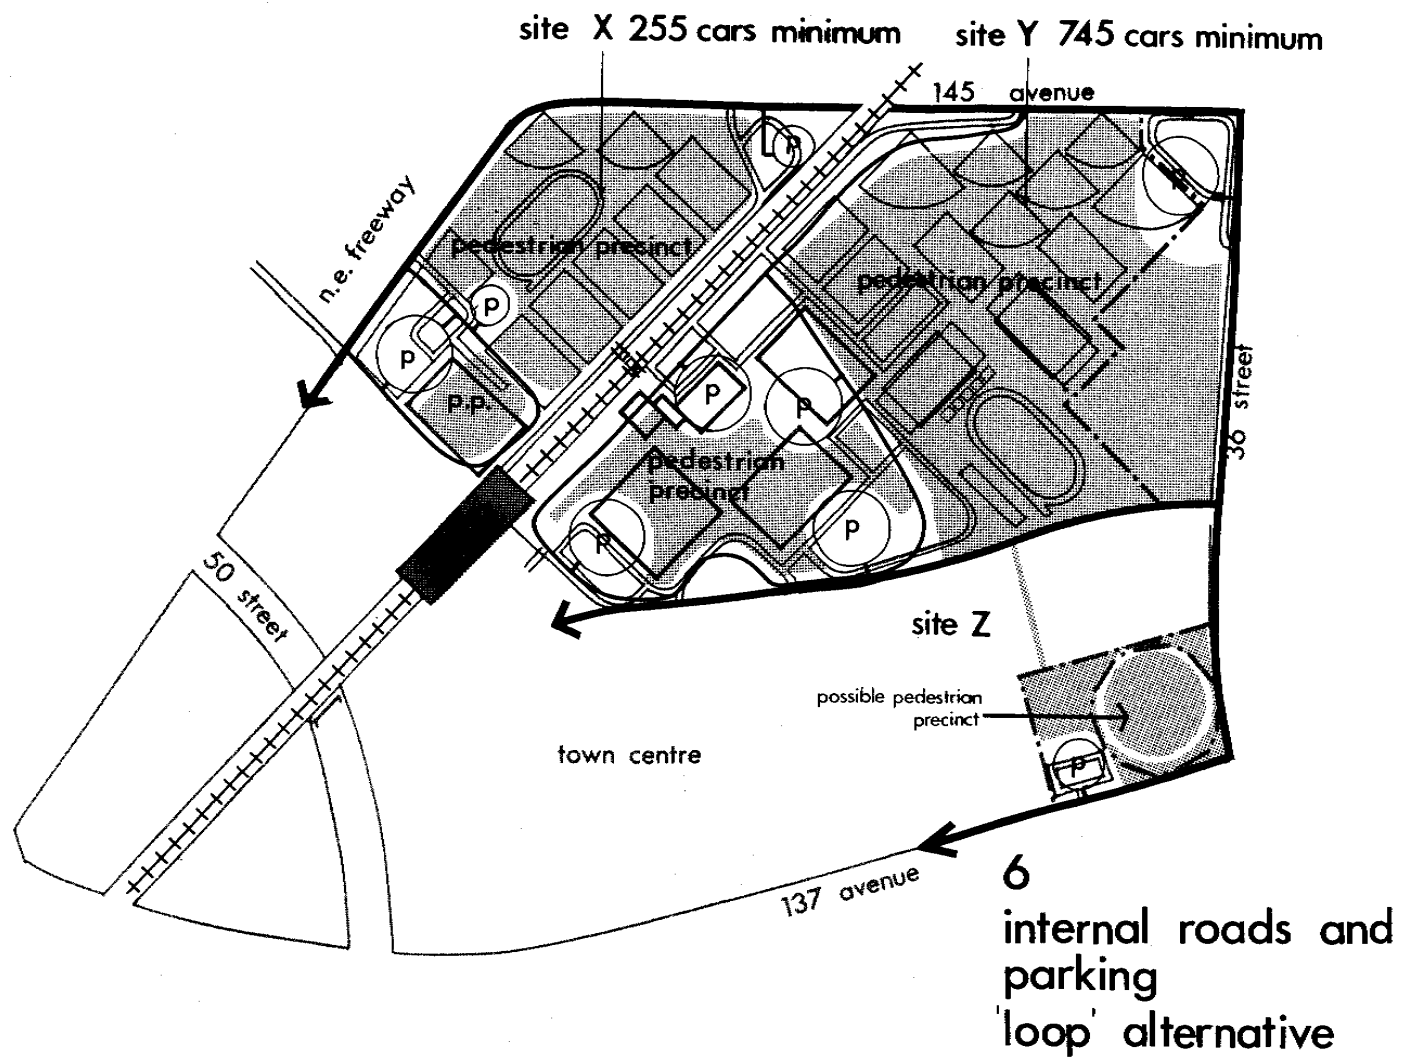 site X 255 cars minimum
site Y 745 cars minimum
145 avenue
p
p
n.e. freeway
pedestrian precinct
pedestrian precinct
p
p
p.p.
p
p
36 street
pedestrian
precinct
p
p
50 street
site Z
possible pedestrian
precinct
town centre
p
137 avenue
6
internal roads and
parking
'loop' alternative